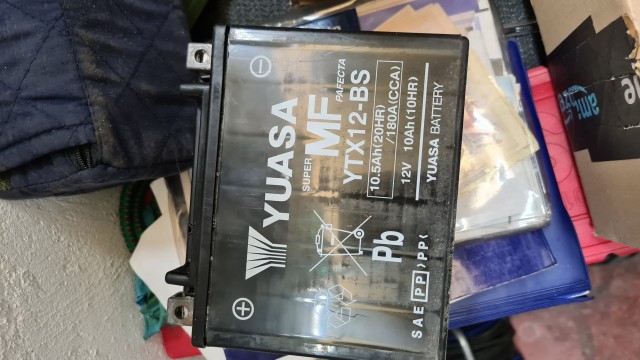 YUASA
SUPER MF PAFECTA
YTX12-BS
10.5Ah(20HR)
/180A(CCA)
12V 10Ah(10HR)
YUASA BATTERY
Pb
SAE PP )PP(